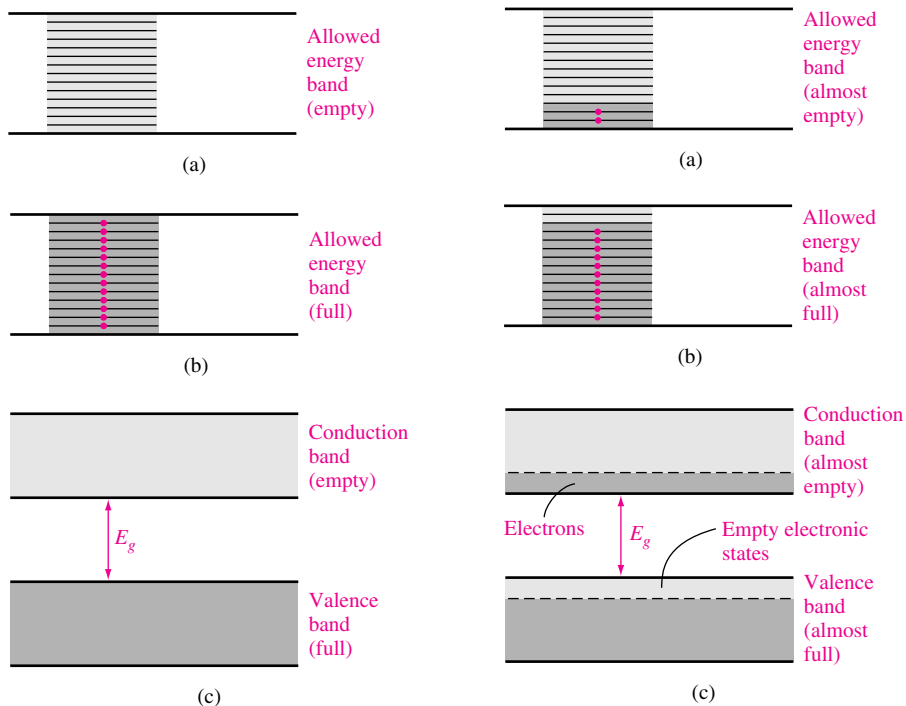 Allowed
energy
band
(empty)
(a)
Allowed
energy
band
(full)
(b)
Conduction
band
(empty)
E_g
Valence
band
(full)
(c)
Allowed
energy
band
(almost
empty)
(a)
Allowed
energy
band
(almost
full)
(b)
Conduction
band
(almost
empty)
Electrons
E_g
Empty electronic
states
Valence
band
(almost
full)
(c)